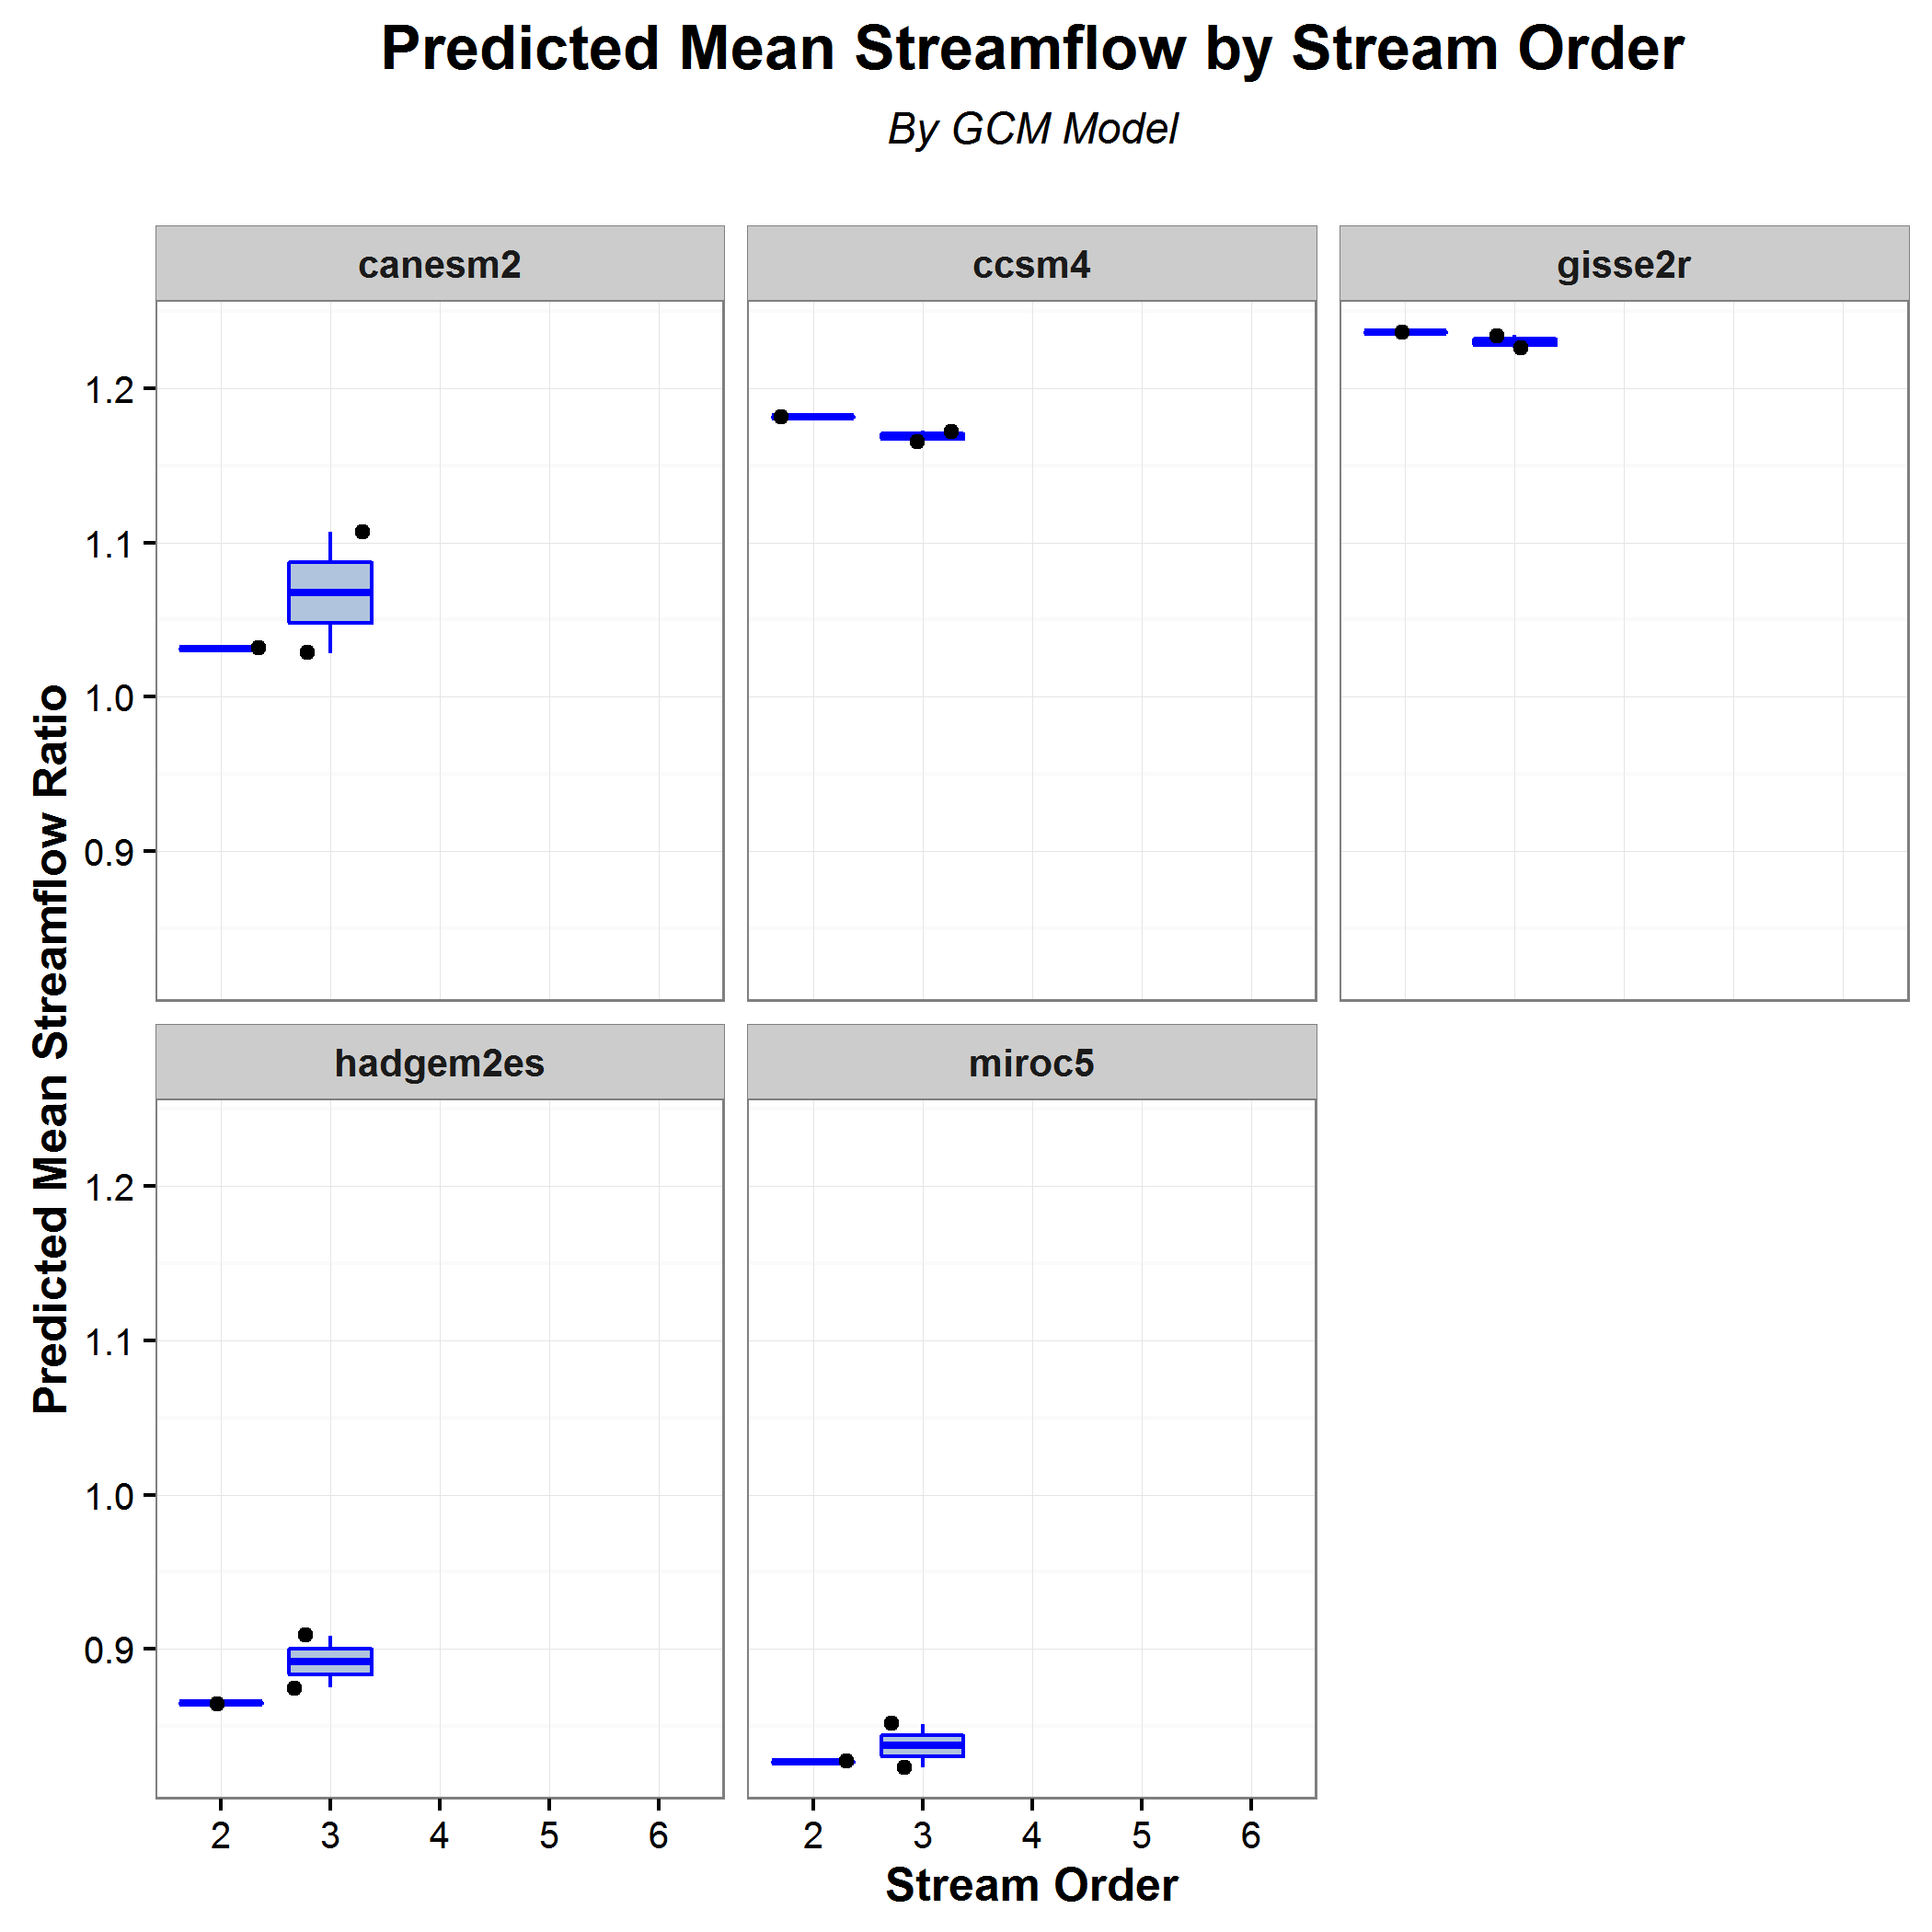 Predicted Mean Streamflow by Stream Order
By GCM Model
canesm2
ccsm4
gisse2r
1.2
1.1
1.0
0.9
Predicted Mean Streamflow Ratio
hadgem2es
miroc5
1.2
1.1
1.0
0.9
2 3 4 5 6
2 3 4 5 6
Stream Order